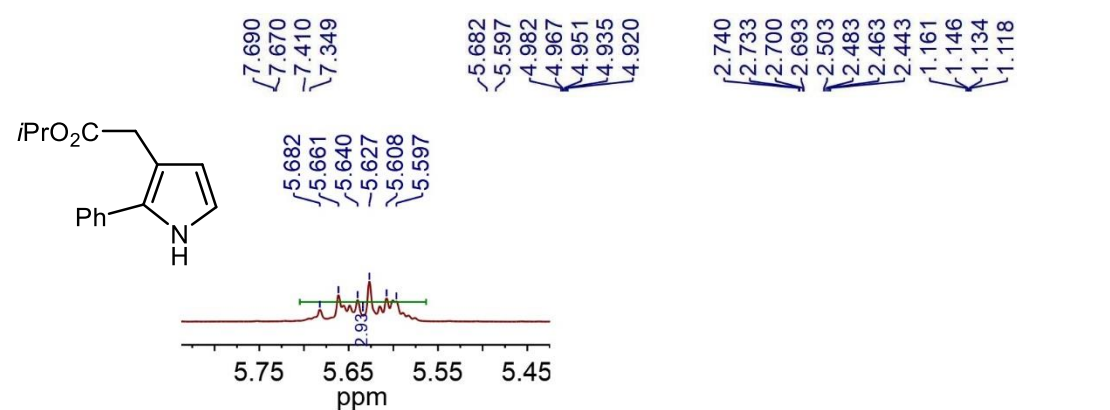 7.690 7.670 7.410 7.349 5.682 5.597 4.982 4.967 4.951 4.935 4.920 2.740 2.733 2.700 2.693 2.503 2.483 2.463 2.443 1.161 1.146 1.134 1.118
iPrO2C
Ph
N
H
5.682 5.661 5.640 5.627 5.608 5.597
2.93
5.75 5.65 5.55 5.45
ppm